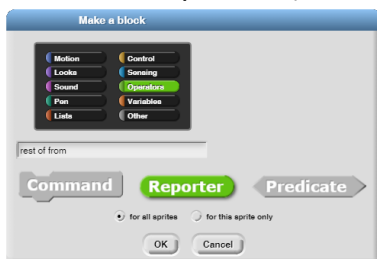 Make a block
Motion Control
Looks Sensing
Sound Operators
Pen Variables
Lists Other
rest of from
Command Reporter Predicate
for all sprites for this sprite only
OK Cancel